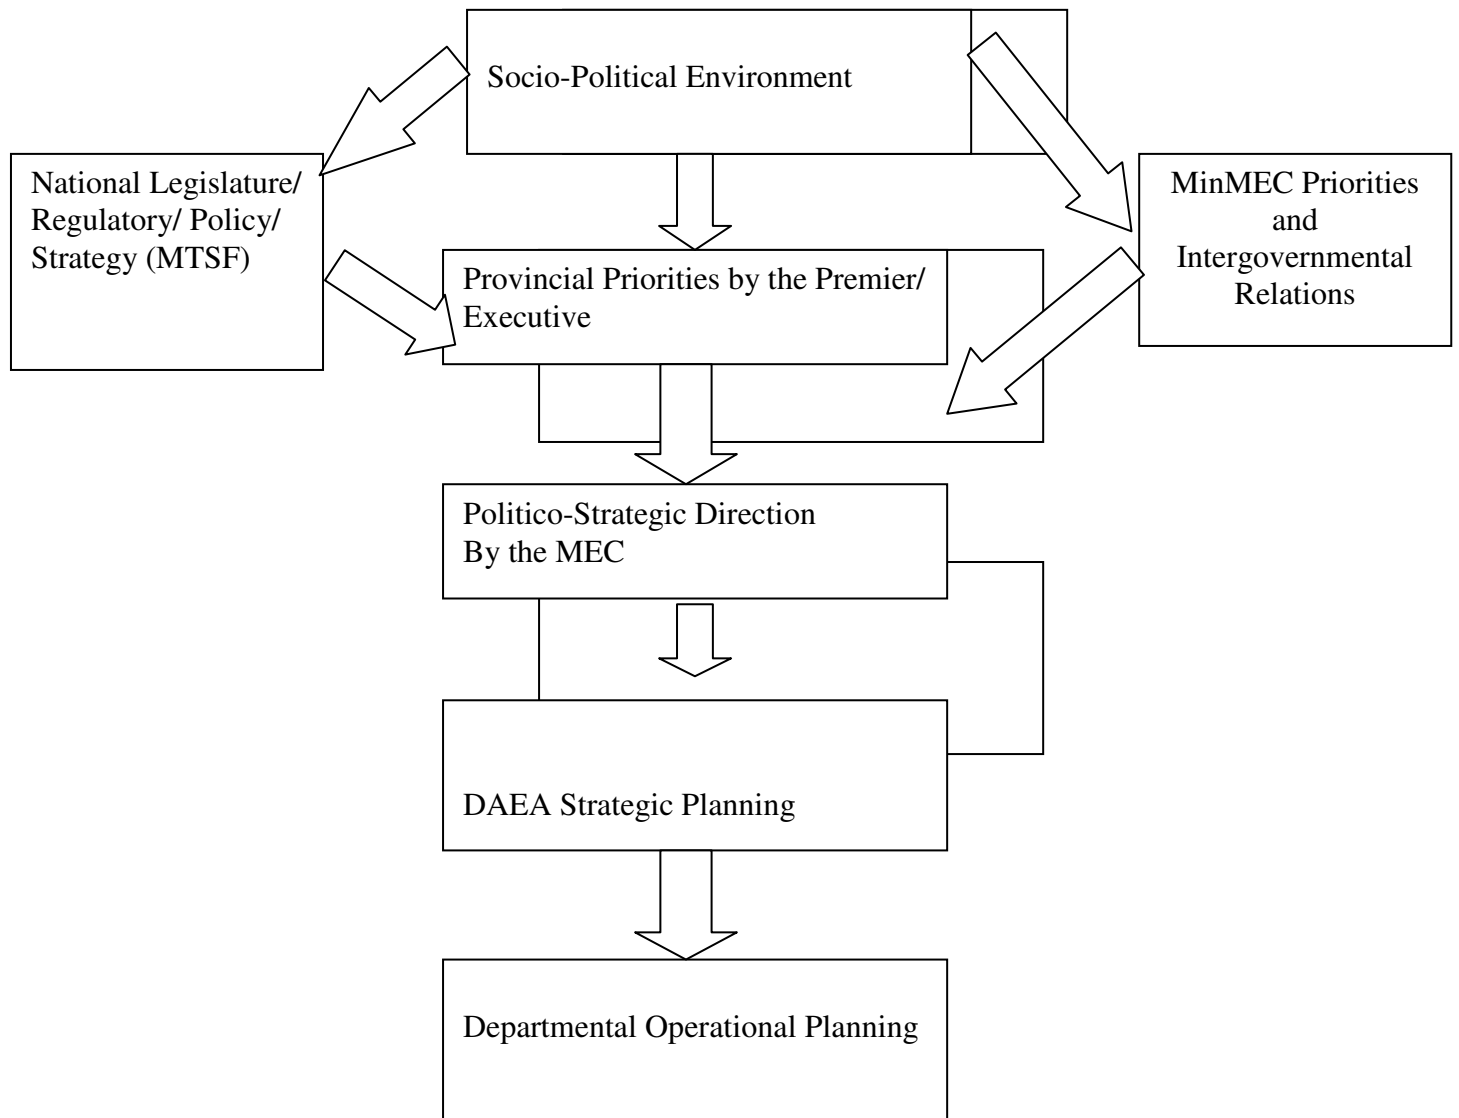 Socio-Political Environment
National Legislature/
Regulatory/ Policy/
Strategy (MTSF)
MinMEC Priorities
and
Intergovernmental
Relations
Provincial Priorities by the Premier/
Executive
Politico-Strategic Direction
By the MEC
DAEA Strategic Planning
Departmental Operational Planning